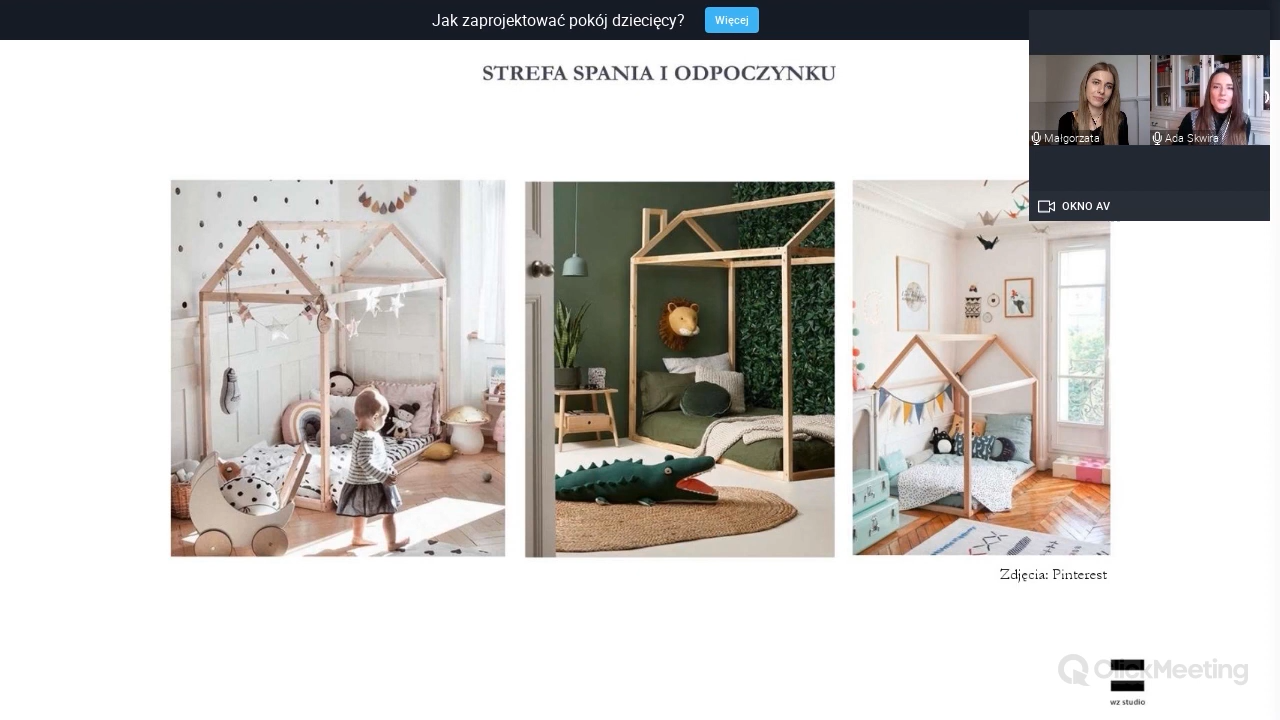 Jak zaprojektować pokój dziecięcy?
Więcej
STREFA SPANIA I ODPOCZYNKU
Małgorzata
Ada Skwira
OKNO AV
Zdjęcia: Pinterest
ClickMeeting
wz studio